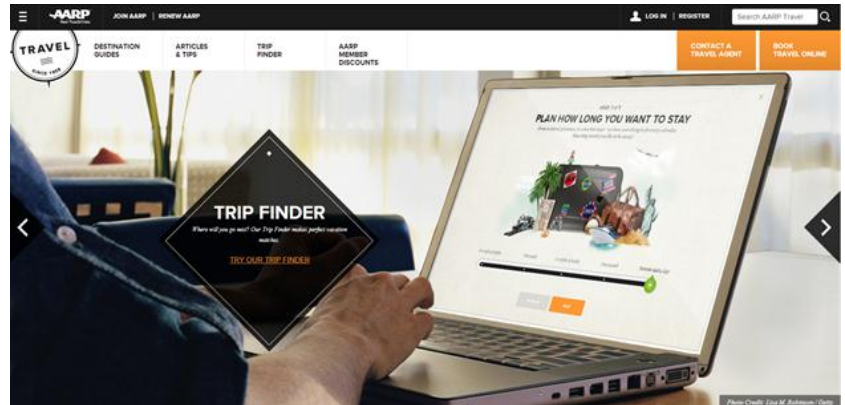 AARP
Real Possibilities
JOIN AARP | RENEW AARP
LOG IN | REGISTER
Search AARP Travel
TRAVEL
SINCE 1958
DESTINATION
GUIDES
ARTICLES
& TIPS
TRIP
FINDER
AARP
MEMBER
DISCOUNTS
CONTACT A
TRAVEL AGENT
BOOK
TRAVEL ONLINE
TRIP FINDER
Where will you go next? Our Trip Finder makes perfect vacation
matches.
TRY OUR TRIP FINDER
PLAN HOW LONG YOU WANT TO STAY
Photo Credit: Lisa M. Robinson / Getty